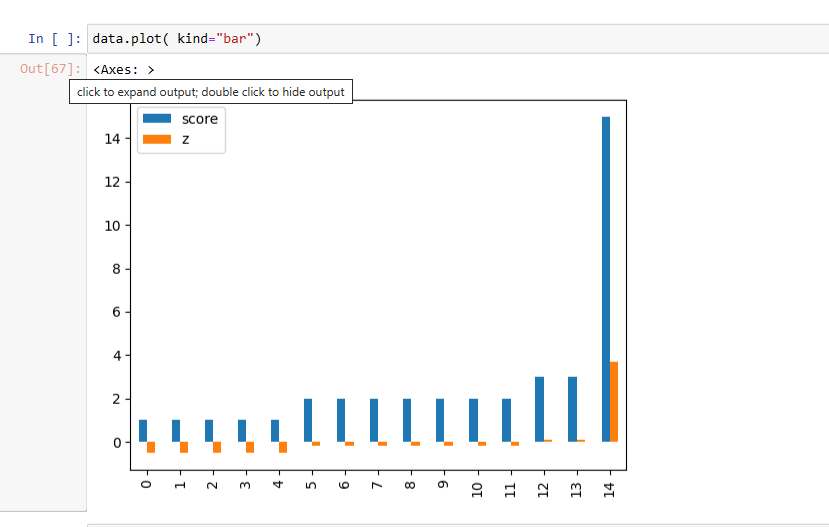 In [ ]: data.plot( kind="bar")
Out[67]: <Axes: >
click to expand output; double click to hide output
score
z
14
12
10
8
6
4
2
0
0 1 2 3 4 5 6 7 8 9 10 11 12 13 14